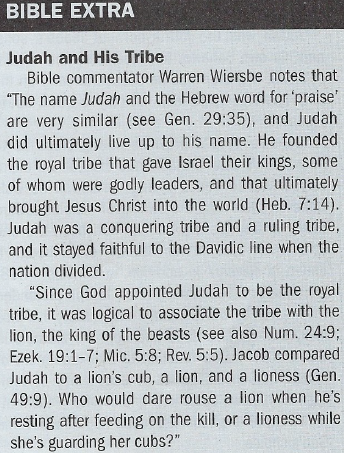 BIBLE EXTRA
Judah and His Tribe
Bible commentator Warren Wiersbe notes that
“The name Judah and the Hebrew word for ‘praise’
are very similar (see Gen. 29:35), and Judah
did ultimately live up to his name. He founded
the royal tribe that gave Israel their kings, some
of whom were godly leaders, and that ultimately
brought Jesus Christ into the world (Heb. 7:14).
Judah was a conquering tribe and a ruling tribe,
and it stayed faithful to the Davidic line when the
nation divided.
“Since God appointed Judah to be the royal
tribe, it was logical to associate the tribe with the
lion, the king of the beasts (see also Num. 24:9;
Ezek. 19:1–7; Mic. 5:8; Rev. 5:5). Jacob compared
Judah to a lion’s cub, a lion, and a lioness (Gen.
49:9). Who would dare rouse a lion when he’s
resting after feeding on the kill, or a lioness while
she’s guarding her cubs?”